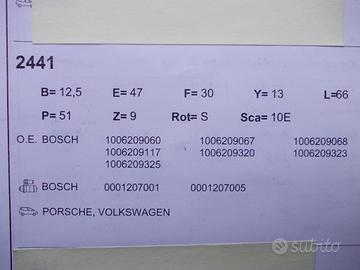 2441
B= 12,5 E= 47 F= 30 Y= 13 L=66
P= 51 Z= 9 Rot= S Sca= 10E
O.E. BOSCH 1006209060 1006209067 1006209068
1006209117 1006209320 1006209323
1006209325
BOSCH 0001207001 0001207005
PORSCHE, VOLKSWAGEN
subito